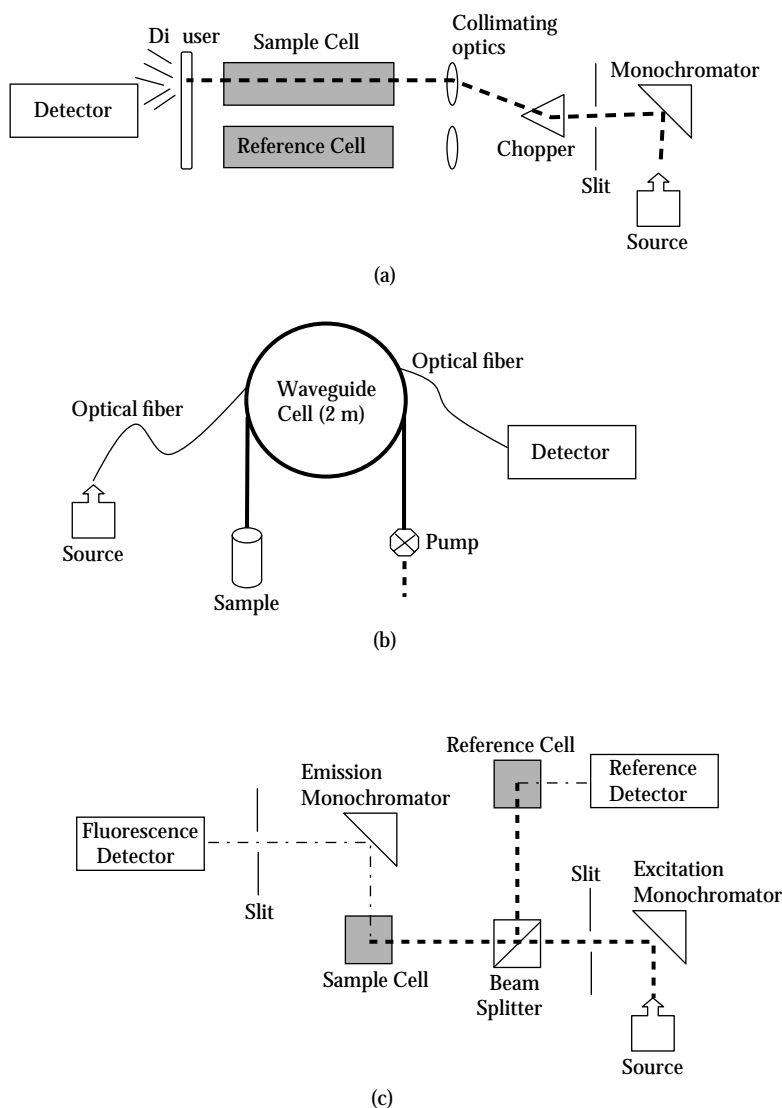 Di user
Sample Cell
Collimating
optics
Monochromator
Detector
Reference Cell
Chopper
Slit
Source
(a)
Optical fiber
Waveguide
Cell (2 m)
Optical fiber
Detector
Source
Pump
Sample
(b)
Reference Cell
Reference
Detector
Emission
Monochromator
Fluorescence
Detector
Slit
Slit
Excitation
Monochromator
Sample Cell
Beam
Splitter
Source
(c)